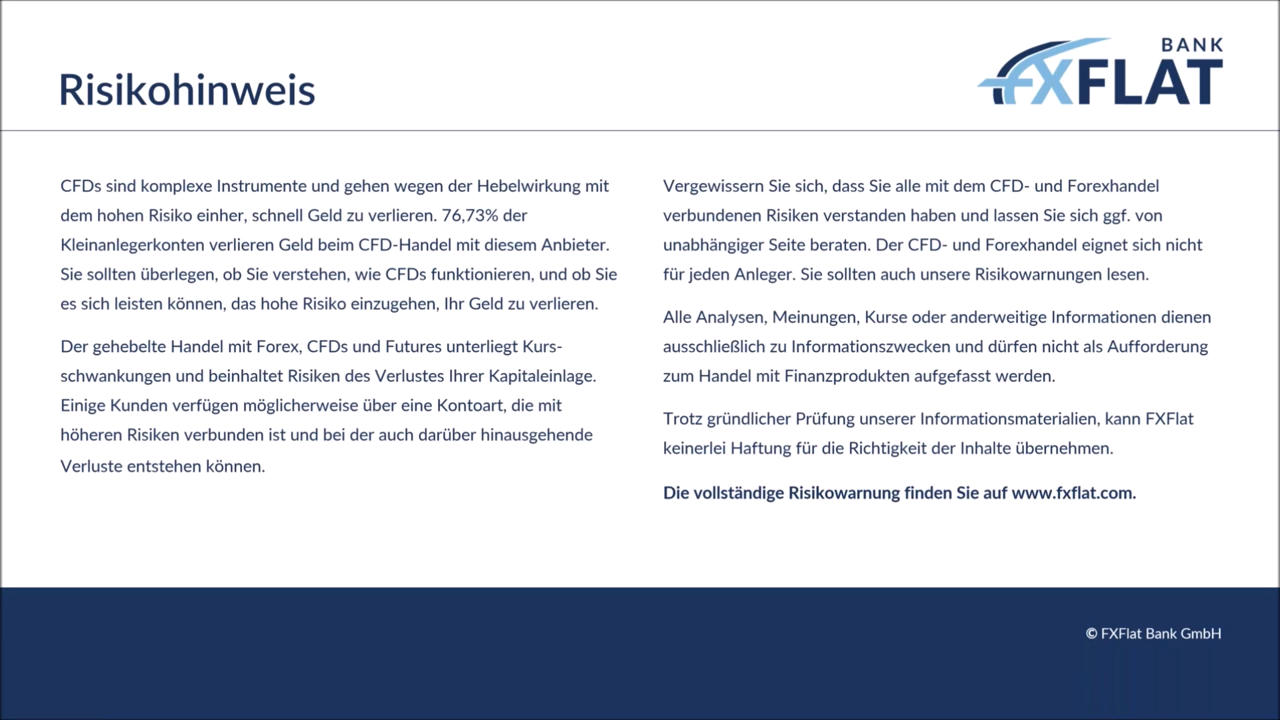 Risikohinweis
BANK
FXFLAT
CFDs sind komplexe Instrumente und gehen wegen der Hebelwirkung mit
dem hohen Risiko einher, schnell Geld zu verlieren. 76,73% der
Kleinanlegerkonten verlieren Geld beim CFD-Handel mit diesem Anbieter.
Sie sollten überlegen, ob Sie verstehen, wie CFDs funktionieren, und ob Sie
es sich leisten können, das hohe Risiko einzugehen, Ihr Geld zu verlieren.
Der gehebelte Handel mit Forex, CFDs und Futures unterliegt Kurs-
schwankungen und beinhaltet Risiken des Verlustes Ihrer Kapitaleinlage.
Einige Kunden verfügen möglicherweise über eine Kontoart, die mit
höheren Risiken verbunden ist und bei der auch darüber hinausgehende
Verluste entstehen können.
Vergewissern Sie sich, dass Sie alle mit dem CFD- und Forexhandel
verbundenen Risiken verstanden haben und lassen Sie sich ggf. von
unabhängiger Seite beraten. Der CFD- und Forexhandel eignet sich nicht
für jeden Anleger. Sie sollten auch unsere Risikowarnungen lesen.
Alle Analysen, Meinungen, Kurse oder anderweitige Informationen dienen
ausschließlich zu Informationszwecken und dürfen nicht als Aufforderung
zum Handel mit Finanzprodukten aufgefasst werden.
Trotz gründlicher Prüfung unserer Informationsmaterialien, kann FXFlat
keinerlei Haftung für die Richtigkeit der Inhalte übernehmen.
Die vollständige Risikowarnung finden Sie auf www.fxflat.com.
© FXFlat Bank GmbH